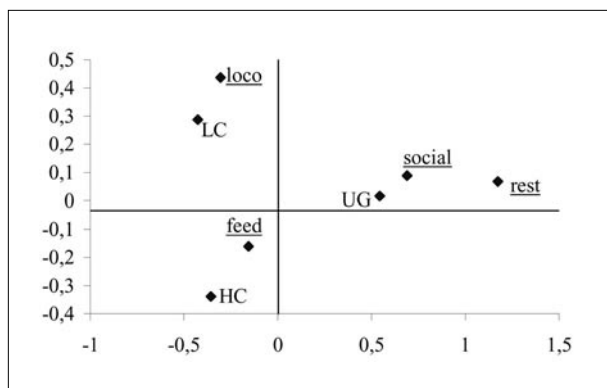 0,5
loco
0,4
0,3
LC
0,2
social
0,1
rest
0
UG
-0,1
feed
-0,2
-0,3
HC
-0,4
-1 -0,5 0 0,5 1 1,5